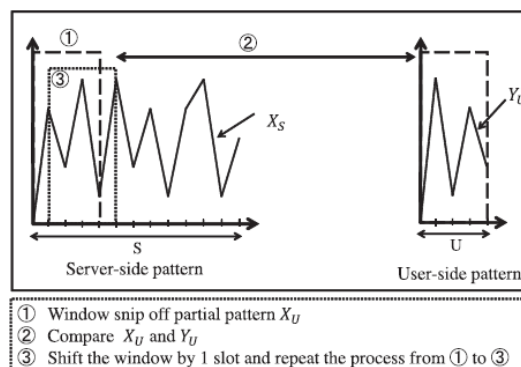 ①
②
③
X_S
Y_U
S
U
Server-side pattern
User-side pattern
① Window snip off partial pattern X_U
② Compare X_U and Y_U
③ Shift the window by 1 slot and repeat the process from ① to ③